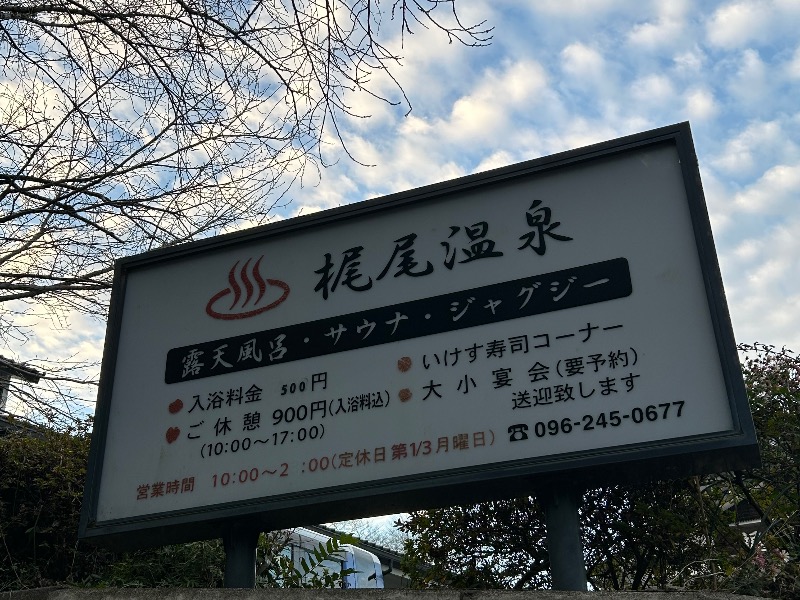 梶尾温泉
露天風呂・サウナ・ジャグジー
入浴料金 500円
ご休憩 900円(入浴料込)
(10:00〜17:00)
いけす寿司コーナー
大小宴会(要予約)
送迎致します
☎096-245-0677
営業時間 10:00〜2 :00(定休日第1/3月曜日)